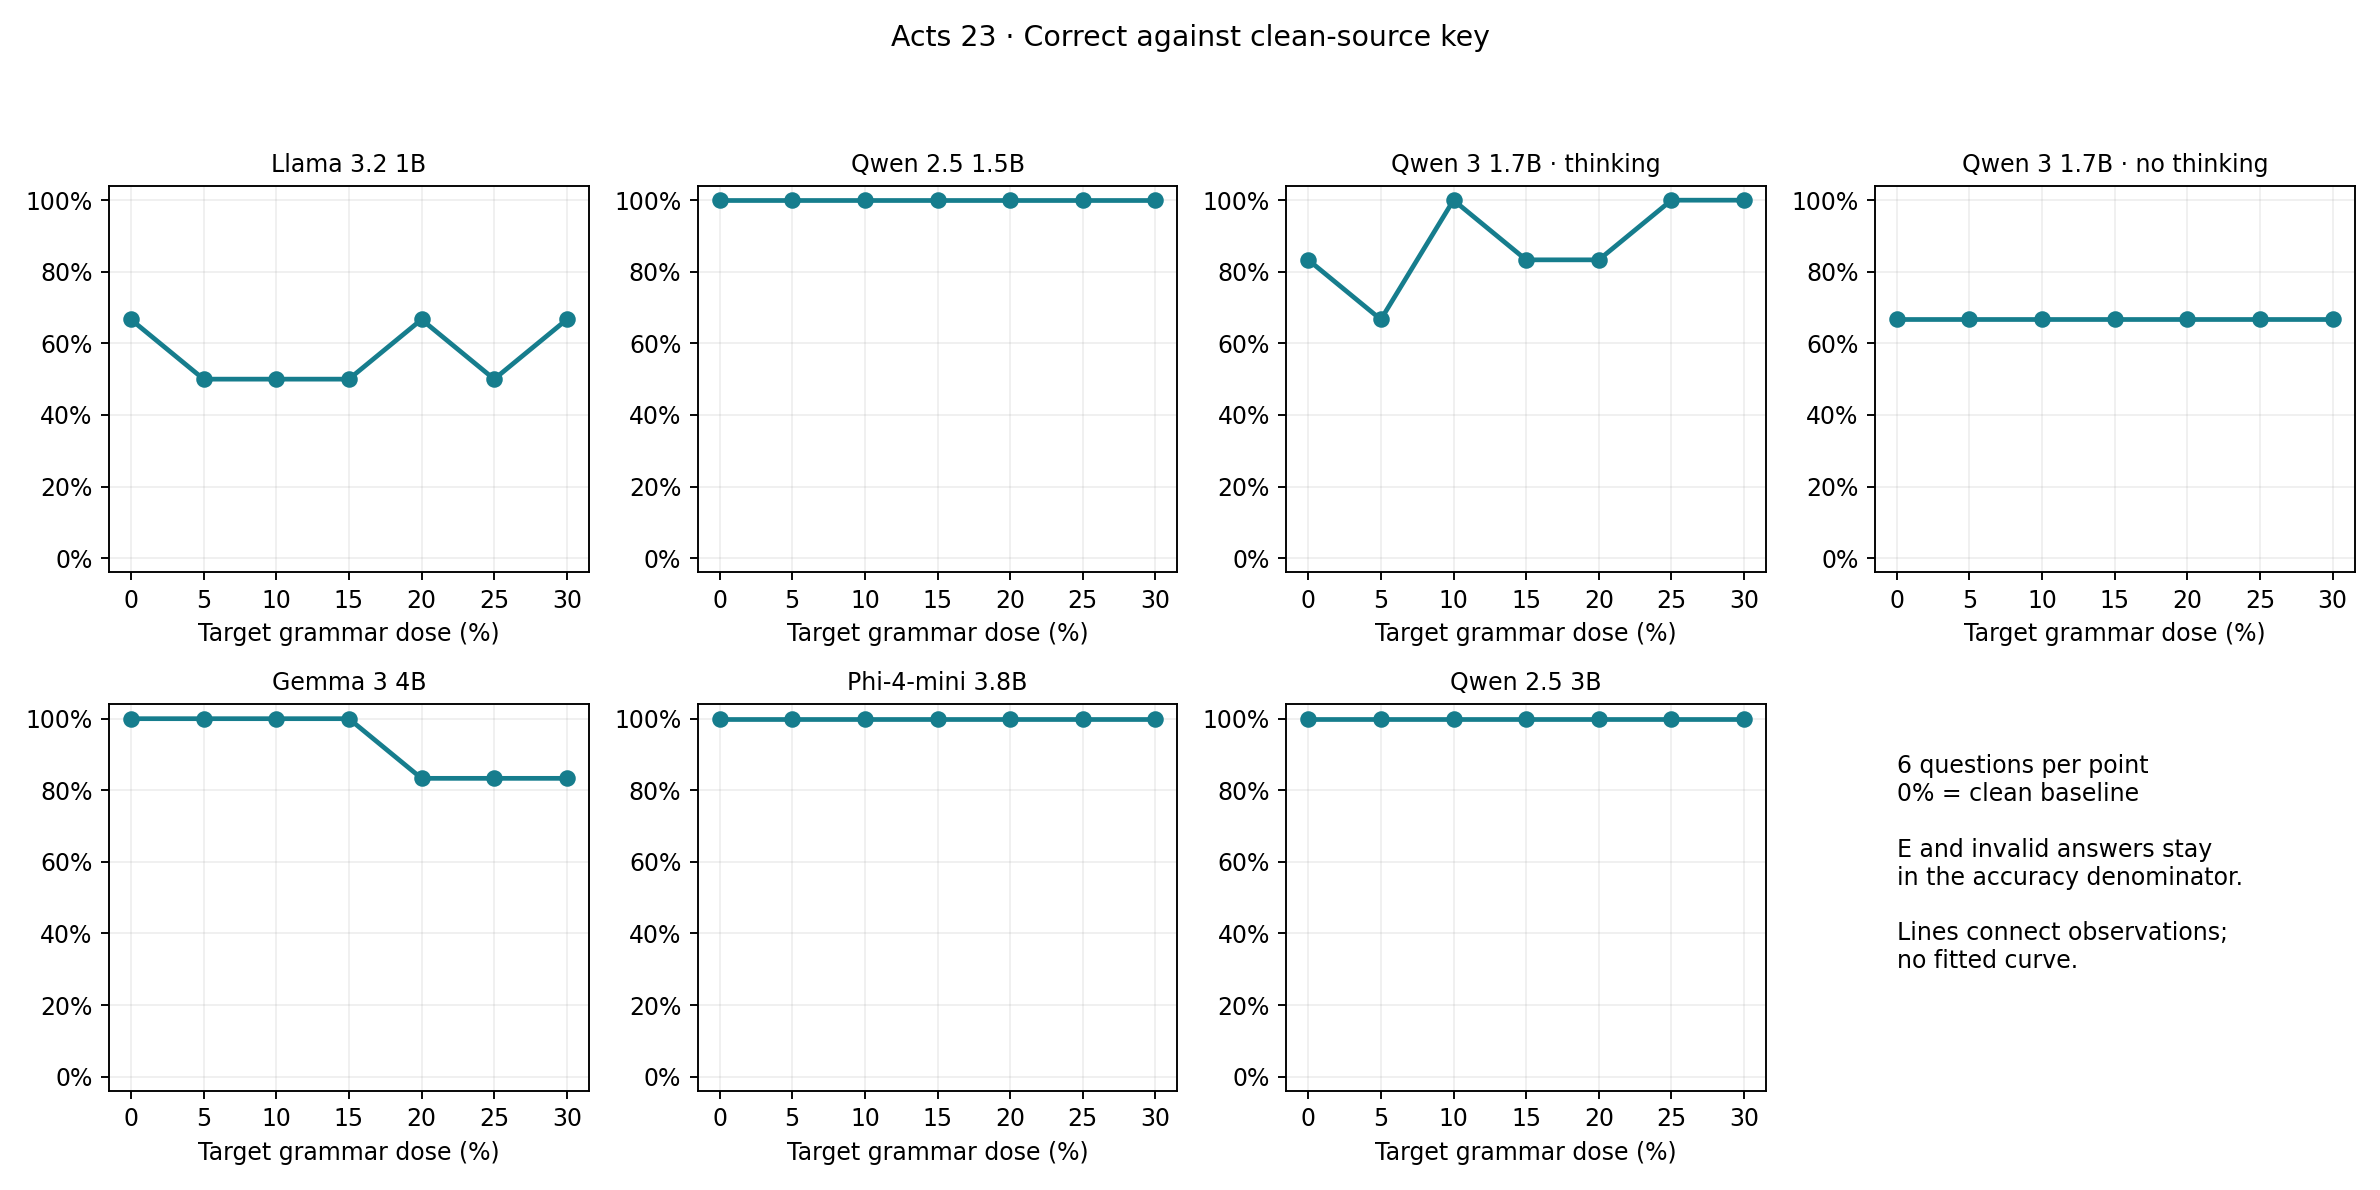 Acts 23 · Correct against clean-source key
Llama 3.2 1B
100%
80%
60%
40%
20%
0%
0 5 10 15 20 25 30
Target grammar dose (%)
Qwen 2.5 1.5B
100%
80%
60%
40%
20%
0%
0 5 10 15 20 25 30
Target grammar dose (%)
Qwen 3 1.7B · thinking
100%
80%
60%
40%
20%
0%
0 5 10 15 20 25 30
Target grammar dose (%)
Qwen 3 1.7B · no thinking
100%
80%
60%
40%
20%
0%
0 5 10 15 20 25 30
Target grammar dose (%)
Gemma 3 4B
100%
80%
60%
40%
20%
0%
0 5 10 15 20 25 30
Target grammar dose (%)
Phi-4-mini 3.8B
100%
80%
60%
40%
20%
0%
0 5 10 15 20 25 30
Target grammar dose (%)
Qwen 2.5 3B
100%
80%
60%
40%
20%
0%
0 5 10 15 20 25 30
Target grammar dose (%)
6 questions per point
0% = clean baseline
E and invalid answers stay
in the accuracy denominator.
Lines connect observations;
no fitted curve.